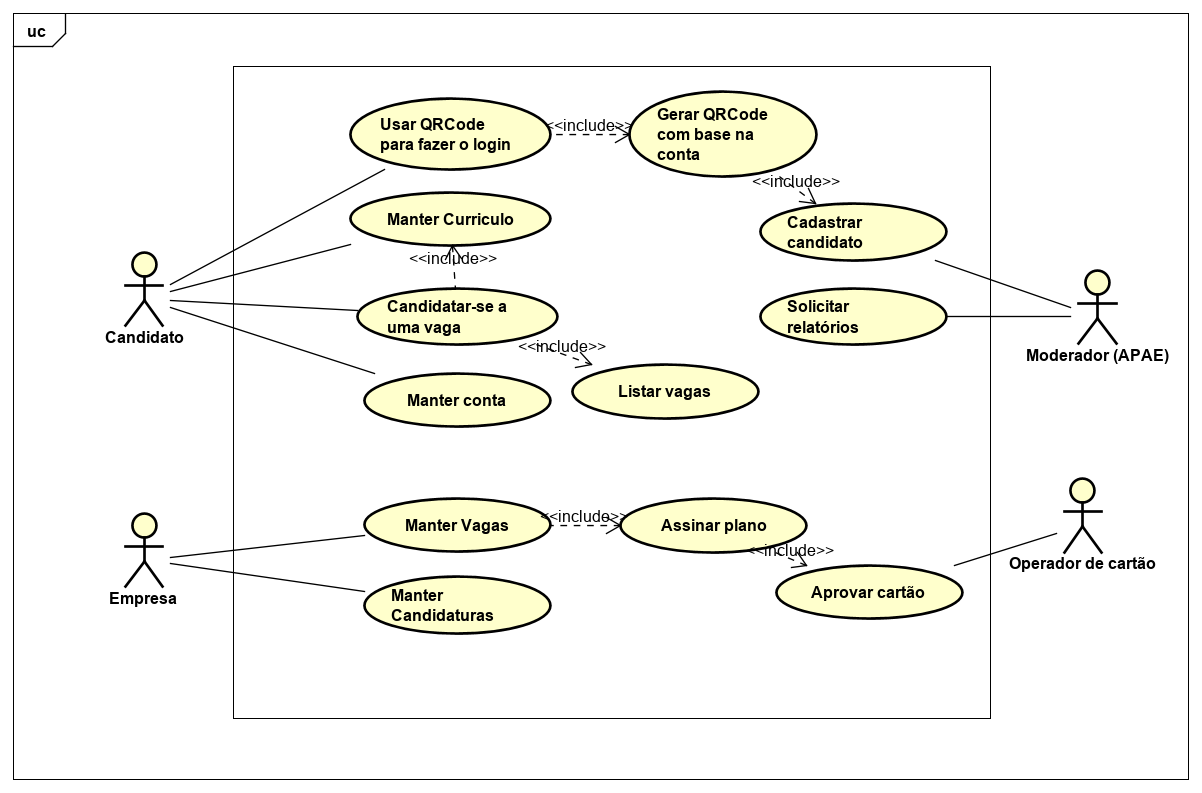 uc
Usar QRCode
para fazer o login
<<include>>
Gerar QRCode
com base na
conta
<<include>>
Manter Curriculo
Cadastrar
candidato
<<include>>
Candidato
Candidatar-se a
uma vaga
Solicitar
relatórios
Moderador (APAE)
<<include>>
Listar vagas
Manter conta
Manter Vagas
<<include>>
Assinar plano
<<include>>
Operador de cartão
Aprovar cartão
Empresa
Manter
Candidaturas